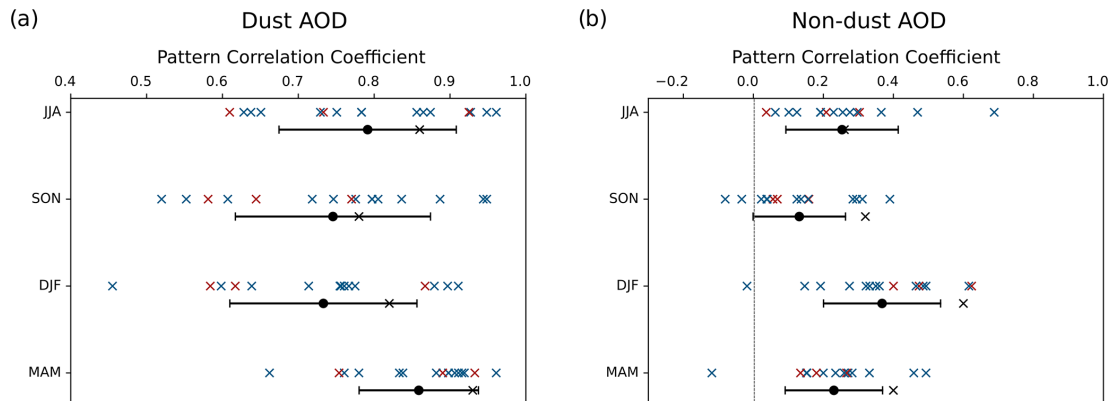 (a)
Dust AOD
Pattern Correlation Coefficient
0.4 0.5 0.6 0.7 0.8 0.9 1.0
JJA
SON
DJF
MAM
(b)
Non-dust AOD
Pattern Correlation Coefficient
−0.2 0.0 0.2 0.4 0.6 0.8 1.0
JJA
SON
DJF
MAM